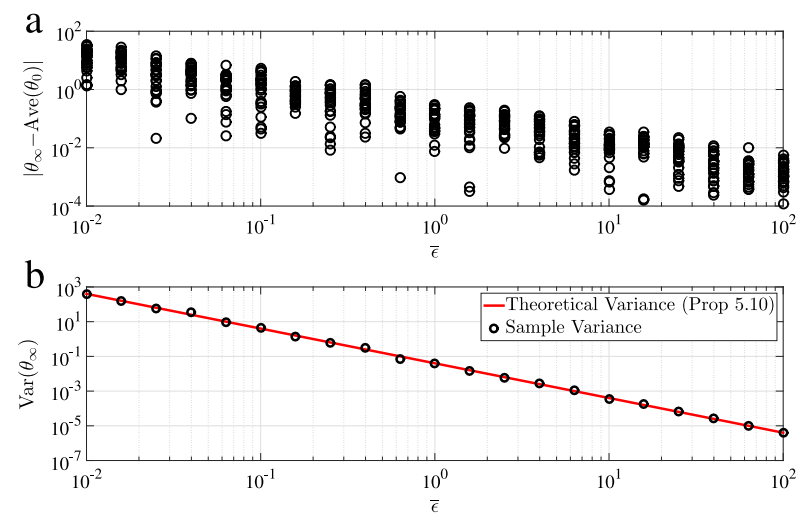 a
|θ∞−Ave(θ0)|
10^2
10^0
10^-2
10^-4
10^-2 10^-1 10^0 10^1 10^2
ϵ̅
b
Var(θ∞)
10^3
10^1
10^-1
10^-3
10^-5
10^-7
Theoretical Variance (Prop 5.10)
Sample Variance
10^-2 10^-1 10^0 10^1 10^2
ϵ̅